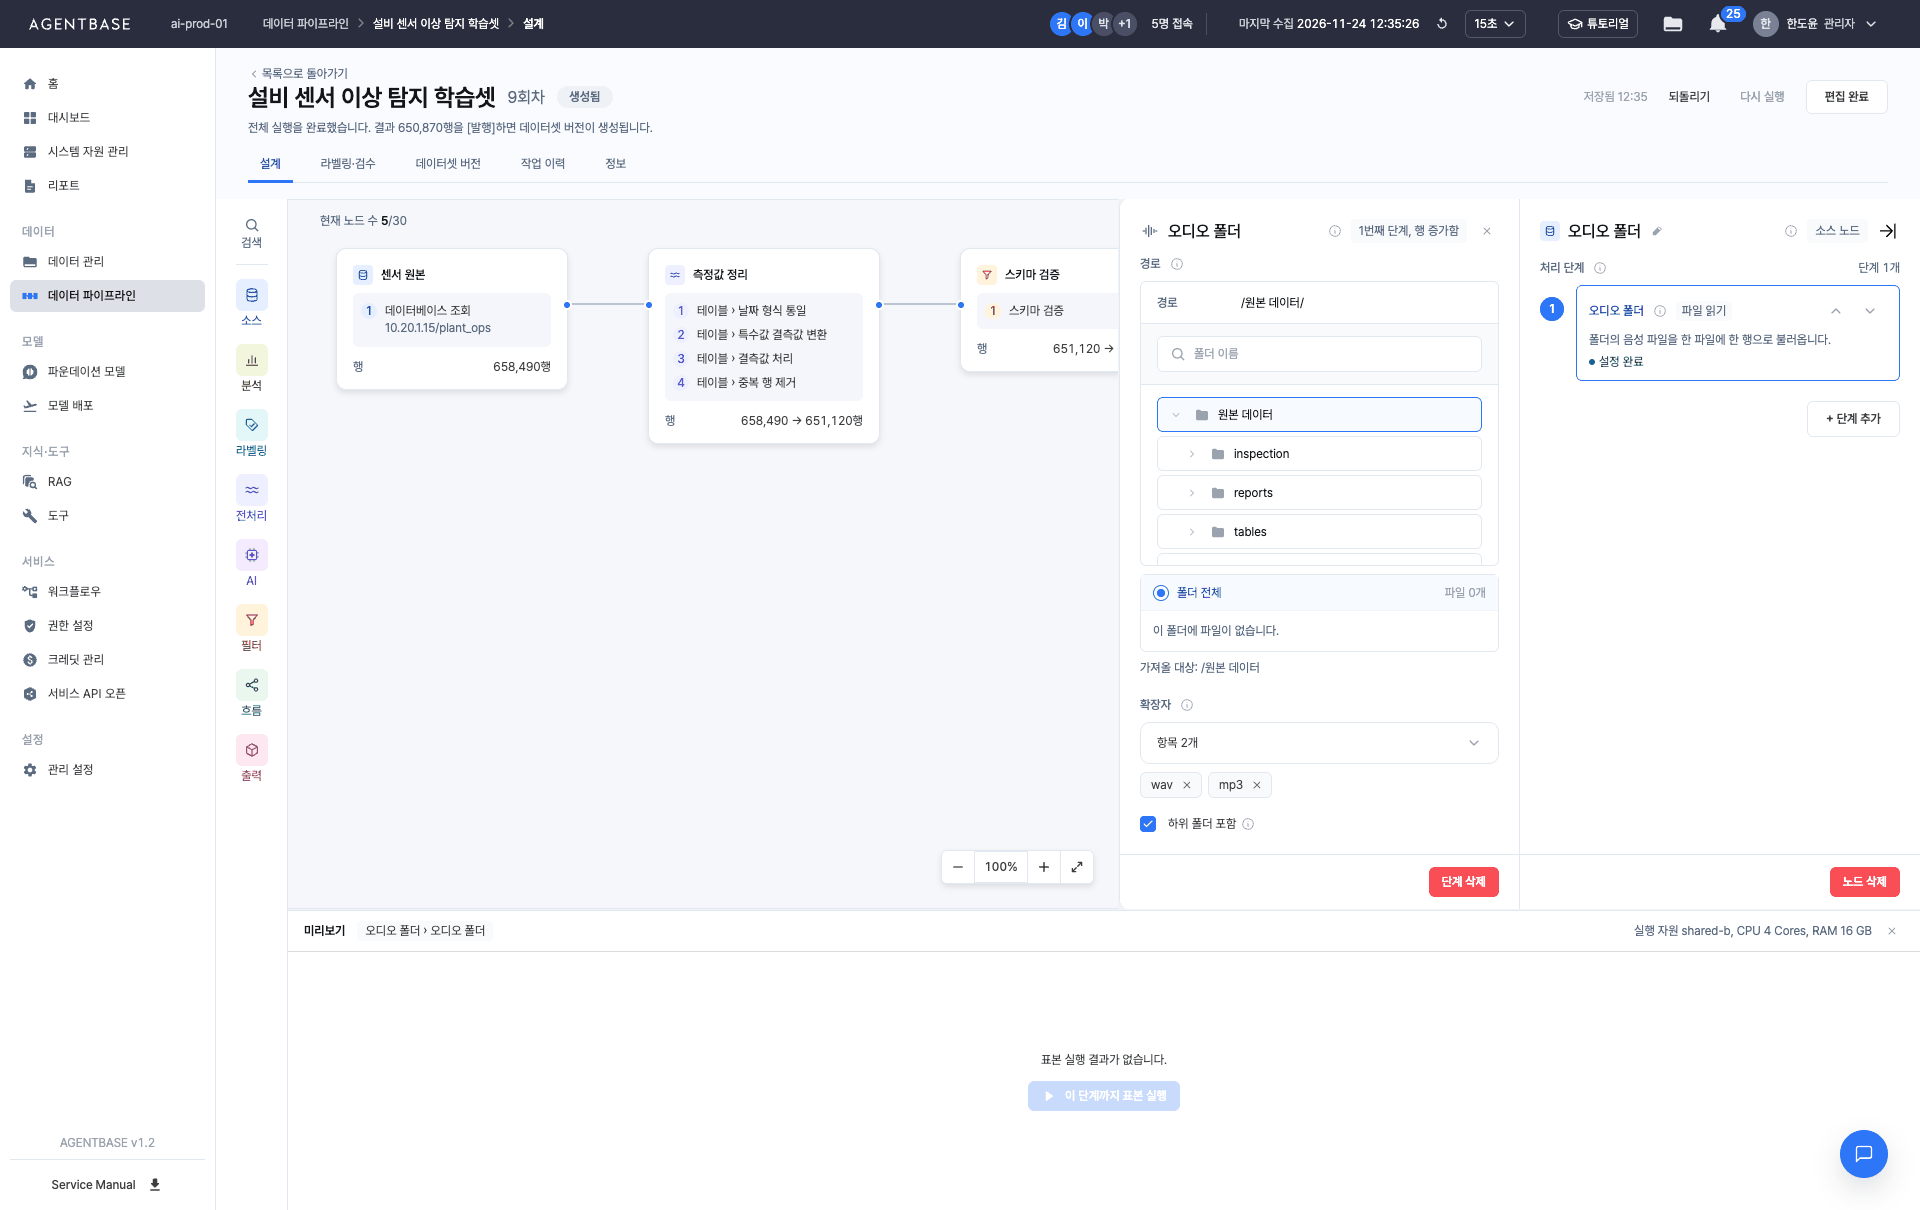 AGENTBASE
ai-prod-01
데이터 파이프라인 > 설비 센서 이상 탐지 학습셋 > 설계
김 이 박 +1 5명 접속
마지막 수집 2026-11-24 12:35:26
15초
튜토리얼
25
한 한도윤 관리자
홈
대시보드
시스템 자원 관리
리포트
데이터
데이터 관리
데이터 파이프라인
모델
파운데이션 모델
모델 배포
지식·도구
RAG
도구
서비스
워크플로우
권한 설정
크레딧 관리
서비스 API 오픈
설정
관리 설정
AGENTBASE v1.2
Service Manual
목록으로 돌아가기
설비 센서 이상 탐지 학습셋 9회차 생성됨
전체 실행을 완료했습니다. 결과 650,870행을 [발행]하면 데이터셋 버전이 생성됩니다.
저장됨 12:35 되돌리기 다시 실행 편집 완료
설계 라벨링·검수 데이터셋 버전 작업 이력 정보
검색
소스
분석
라벨링
전처리
AI
필터
흐름
출력
현재 노드 수 5/30
센서 원본
1 데이터베이스 조회
10.20.1.15/plant_ops
행 658,490행
측정값 정리
1 테이블 › 날짜 형식 통일
2 테이블 › 특수값 결측값 변환
3 테이블 › 결측값 처리
4 테이블 › 중복 행 제거
행 658,490 → 651,120행
스키마 검증
1 스키마 검증
행 651,120 →
100%
오디오 폴더 1번째 단계, 행 증가함
경로
경로 /원본 데이터/
폴더 이름
원본 데이터
inspection
reports
tables
폴더 전체 파일 0개
이 폴더에 파일이 없습니다.
가져올 대상: /원본 데이터
확장자
항목 2개
wav mp3
하위 폴더 포함
단계 삭제
오디오 폴더 소스 노드
처리 단계 단계 1개
1 오디오 폴더 파일 읽기
폴더의 음성 파일을 한 파일에 한 행으로 불러옵니다.
설정 완료
+ 단계 추가
노드 삭제
미리보기 오디오 폴더 › 오디오 폴더
실행 자원 shared-b, CPU 4 Cores, RAM 16 GB
표본 실행 결과가 없습니다.
이 단계까지 표본 실행